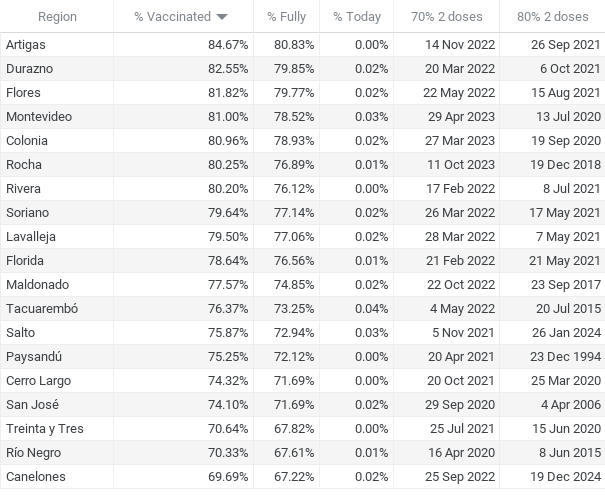 Region % Vaccinated % Fully % Today 70% 2 doses 80% 2 doses
Artigas 84.67% 80.83% 0.00% 14 Nov 2022 26 Sep 2021
Durazno 82.55% 79.85% 0.02% 20 Mar 2022 6 Oct 2021
Flores 81.82% 79.77% 0.02% 22 May 2022 15 Aug 2021
Montevideo 81.00% 78.52% 0.03% 29 Apr 2023 13 Jul 2020
Colonia 80.96% 78.93% 0.02% 27 Mar 2023 19 Sep 2020
Rocha 80.25% 76.89% 0.01% 11 Oct 2023 19 Dec 2018
Rivera 80.20% 76.12% 0.00% 17 Feb 2022 8 Jul 2021
Soriano 79.64% 77.14% 0.02% 26 Mar 2022 17 May 2021
Lavalleja 79.50% 77.06% 0.02% 28 Mar 2022 7 May 2021
Florida 78.64% 76.56% 0.01% 21 Feb 2022 21 May 2021
Maldonado 77.57% 74.85% 0.02% 22 Oct 2022 23 Sep 2017
Tacuarembó 76.37% 73.25% 0.04% 4 May 2022 20 Jul 2015
Salto 75.87% 72.94% 0.03% 5 Nov 2021 26 Jan 2024
Paysandú 75.25% 72.12% 0.00% 20 Apr 2021 23 Dec 1994
Cerro Largo 74.32% 71.69% 0.00% 20 Oct 2021 25 Mar 2020
San José 74.10% 71.69% 0.02% 29 Sep 2020 4 Apr 2006
Treinta y Tres 70.64% 67.82% 0.00% 25 Jul 2021 15 Jun 2020
Río Negro 70.33% 67.61% 0.01% 16 Apr 2020 8 Jun 2015
Canelones 69.69% 67.22% 0.02% 25 Sep 2022 19 Dec 2024